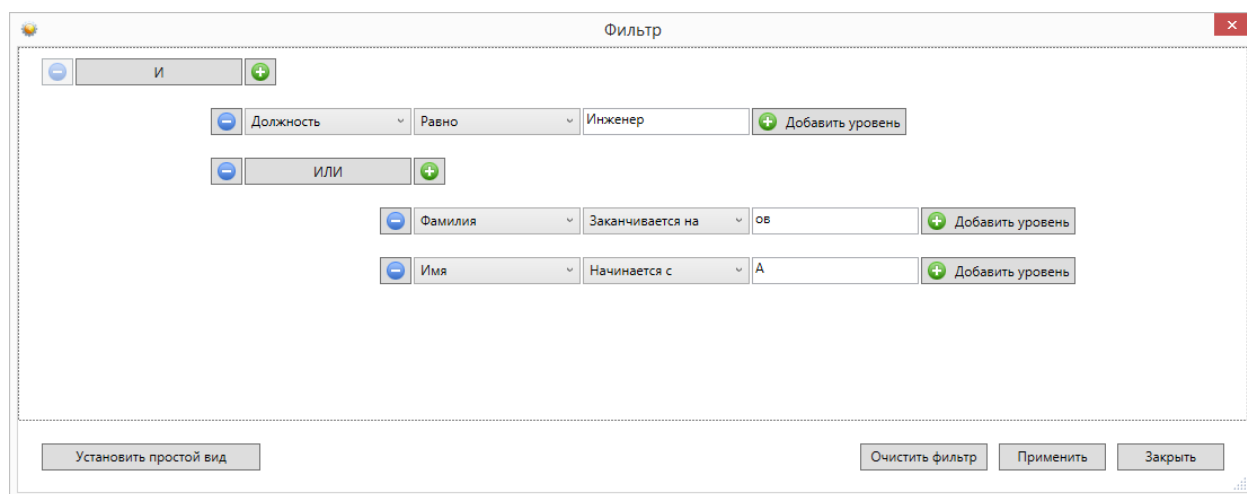 Фильтр
И
Должность Равно Инженер Добавить уровень
ИЛИ
Фамилия Заканчивается на ов Добавить уровень
Имя Начинается с А Добавить уровень
Установить простой вид Очистить фильтр Применить Закрыть